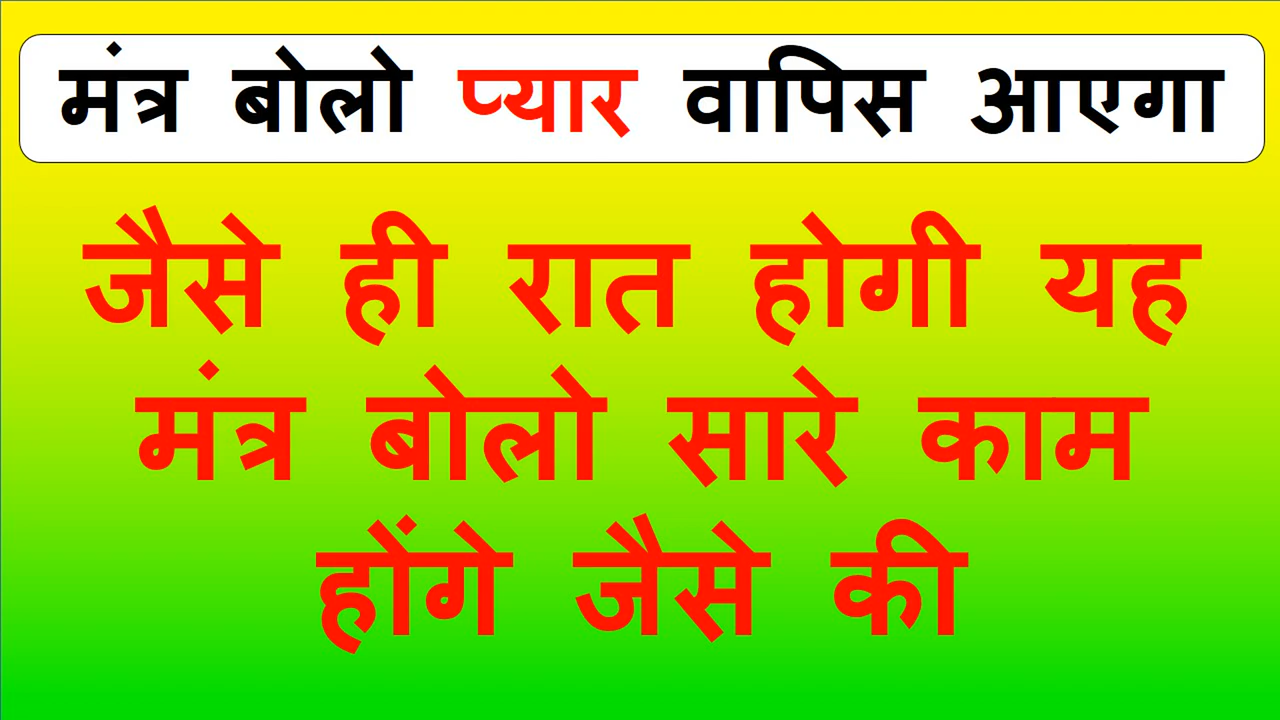 मंत्र बोलो प्यार वापिस आएगा
जैसे ही रात होगी यह
मंत्र बोलो सारे काम
होंगे जैसे की